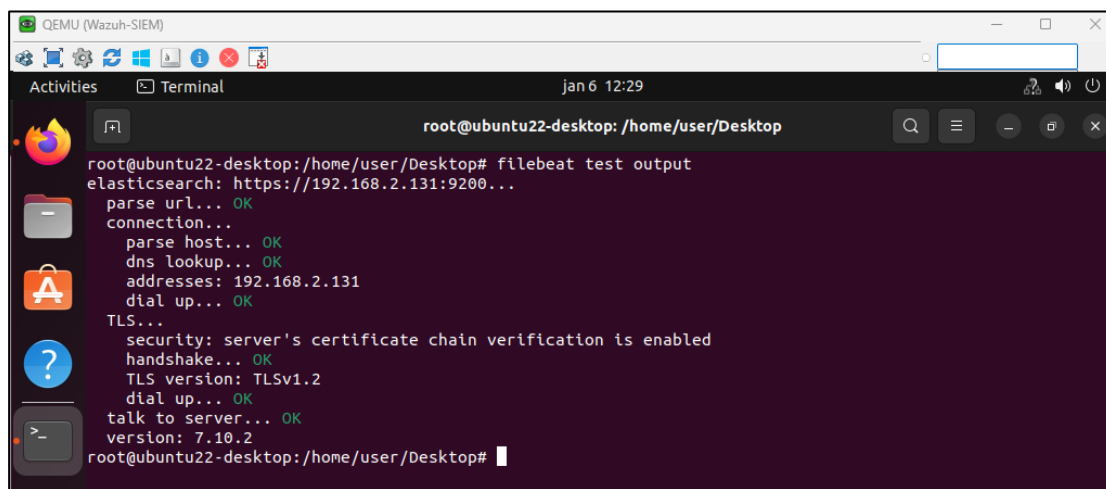 QEMU (Wazuh-SIEM)
Activities Terminal jan 6 12:29
root@ubuntu22-desktop: /home/user/Desktop
root@ubuntu22-desktop:/home/user/Desktop# filebeat test output
elasticsearch: https://192.168.2.131:9200...
  parse url... OK
  connection...
    parse host... OK
    dns lookup... OK
    addresses: 192.168.2.131
    dial up... OK
  TLS...
    security: server's certificate chain verification is enabled
    handshake... OK
    TLS version: TLSv1.2
    dial up... OK
  talk to server... OK
  version: 7.10.2
root@ubuntu22-desktop:/home/user/Desktop#